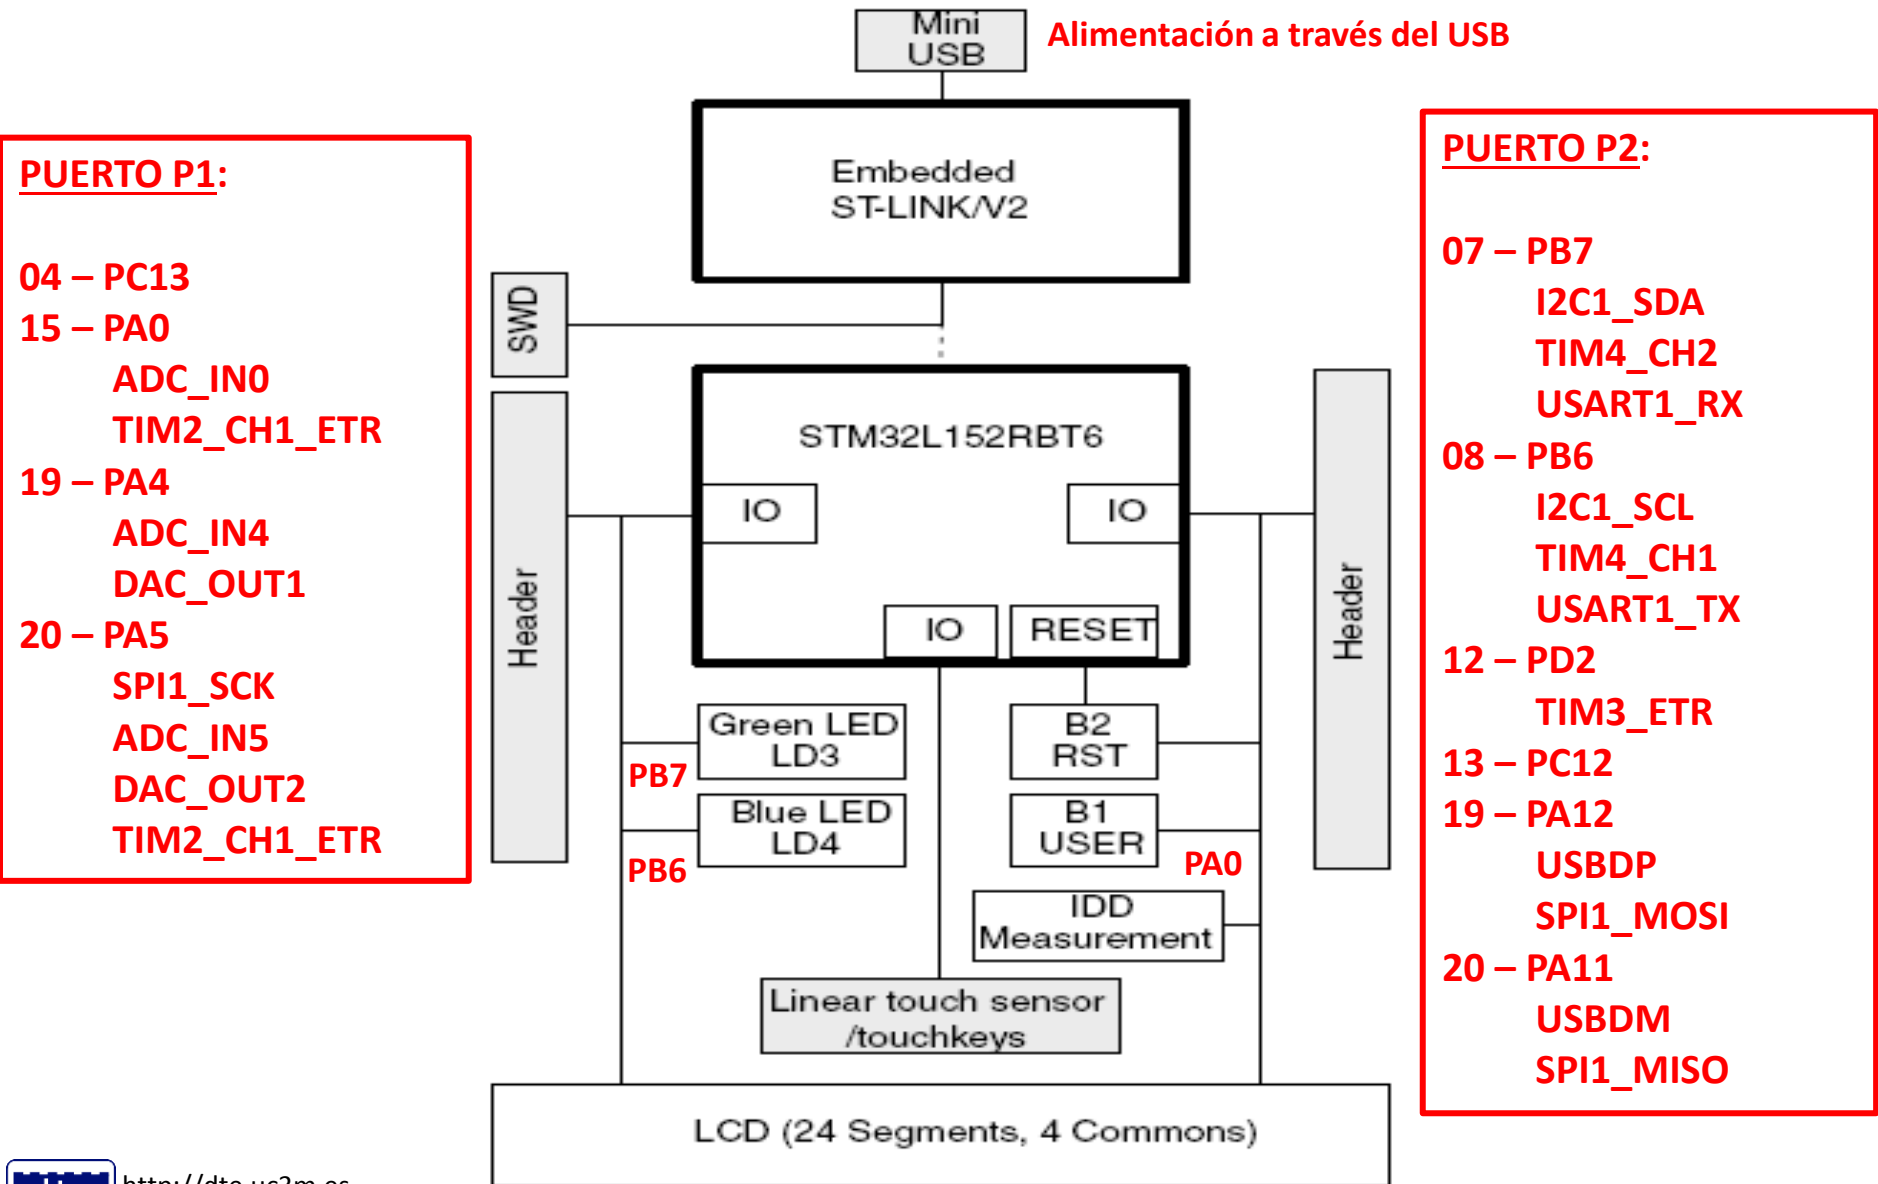 Mini
USB
Alimentación a través del USB
Embedded
ST-LINK/V2
PUERTO P1:
04 – PC13
15 – PA0
ADC_IN0
TIM2_CH1_ETR
19 – PA4
ADC_IN4
DAC_OUT1
20 – PA5
SPI1_SCK
ADC_IN5
DAC_OUT2
TIM2_CH1_ETR
SWD
Header
STM32L152RBT6
IO
IO
IO
RESET
Green LED
LD3
PB7
Blue LED
LD4
PB6
B2
RST
B1
USER
PA0
IDD
Measurement
Linear touch sensor
/touchkeys
LCD (24 Segments, 4 Commons)
Header
PUERTO P2:
07 – PB7
I2C1_SDA
TIM4_CH2
USART1_RX
08 – PB6
I2C1_SCL
TIM4_CH1
USART1_TX
12 – PD2
TIM3_ETR
13 – PC12
19 – PA12
USBDP
SPI1_MOSI
20 – PA11
USBDM
SPI1_MISO